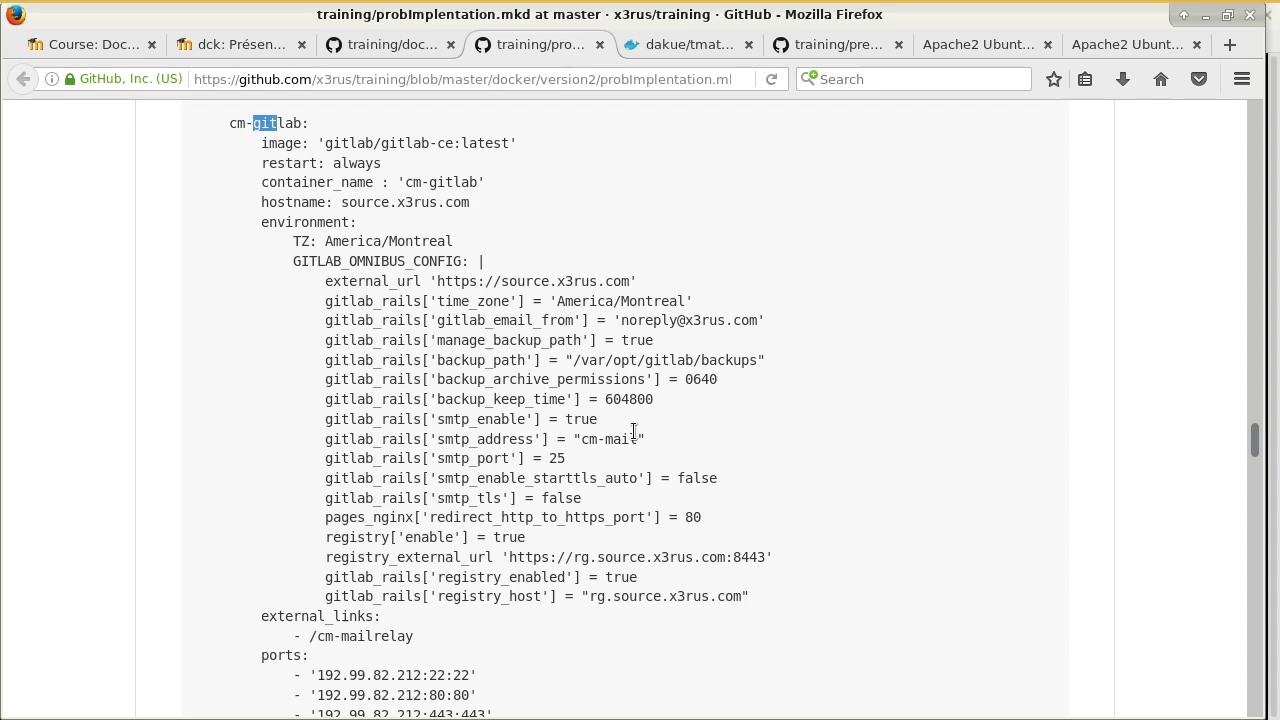 training/probImplentation.mkd at master · x3rus/training · GitHub - Mozilla Firefox
Course: Doc...
dck: Présen...
training/doc...
training/pro...
dakue/tmat...
training/pre...
Apache2 Ubunt...
Apache2 Ubunt...
GitHub, Inc. (US)
https://github.com/x3rus/training/blob/master/docker/version2/probImplentation.ml
Search
cm-gitlab:
image: 'gitlab/gitlab-ce:latest'
restart: always
container_name : 'cm-gitlab'
hostname: source.x3rus.com
environment:
TZ: America/Montreal
GITLAB_OMNIBUS_CONFIG: |
external_url 'https://source.x3rus.com'
gitlab_rails['time_zone'] = 'America/Montreal'
gitlab_rails['gitlab_email_from'] = 'noreply@x3rus.com'
gitlab_rails['manage_backup_path'] = true
gitlab_rails['backup_path'] = "/var/opt/gitlab/backups"
gitlab_rails['backup_archive_permissions'] = 0640
gitlab_rails['backup_keep_time'] = 604800
gitlab_rails['smtp_enable'] = true
gitlab_rails['smtp_address'] = "cm-mail"
gitlab_rails['smtp_port'] = 25
gitlab_rails['smtp_enable_starttls_auto'] = false
gitlab_rails['smtp_tls'] = false
pages_nginx['redirect_http_to_https_port'] = 80
registry['enable'] = true
registry_external_url 'https://rg.source.x3rus.com:8443'
gitlab_rails['registry_enabled'] = true
gitlab_rails['registry_host'] = "rg.source.x3rus.com"
external_links:
- /cm-mailrelay
ports:
- '192.99.82.212:22:22'
- '192.99.82.212:80:80'
- '192.99.82.212:443:443'